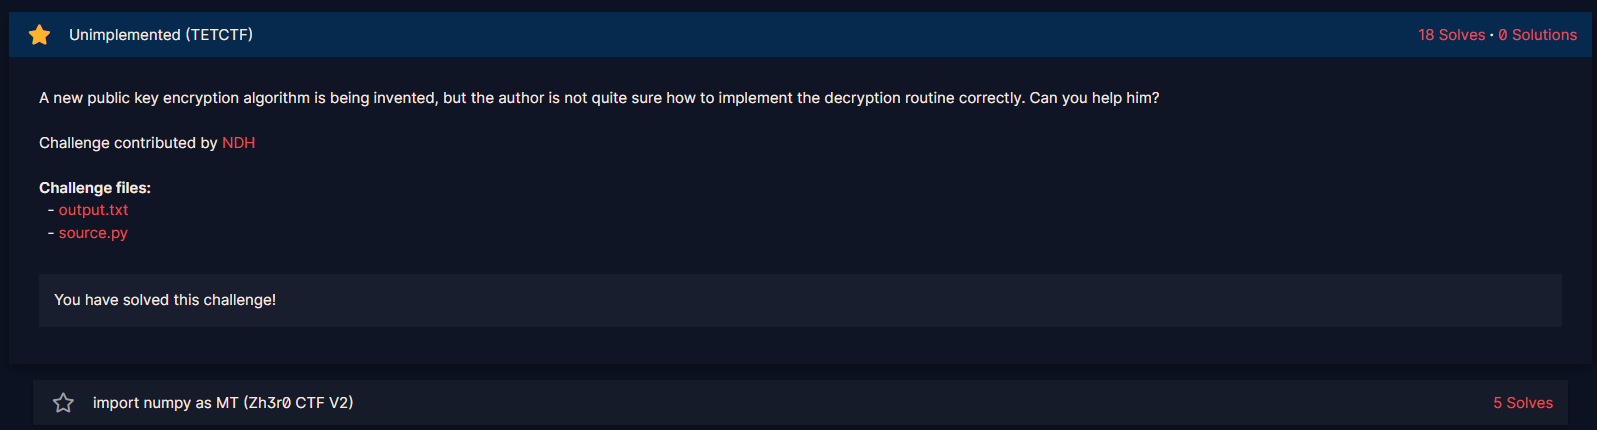 Unimplemented (TETCTF) 18 Solves · 0 Solutions
A new public key encryption algorithm is being invented, but the author is not quite sure how to implement the decryption routine correctly. Can you help him?
Challenge contributed by NDH
Challenge files:
- output.txt
- source.py
You have solved this challenge!
import numpy as MT (Zh3r0 CTF V2) 5 Solves